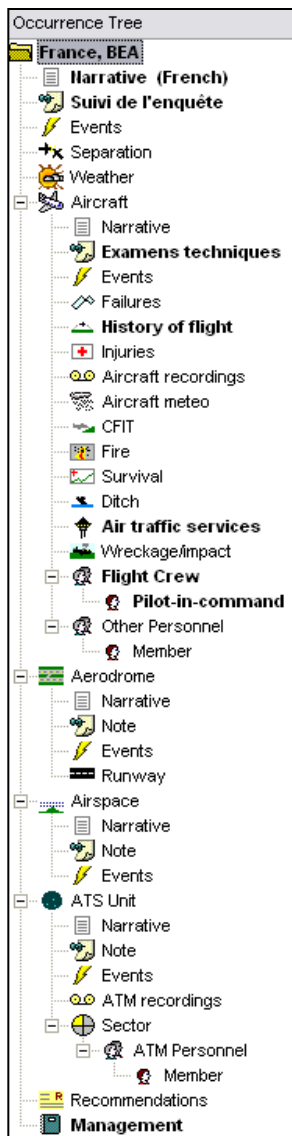 Occurrence Tree
France, BEA
Narrative (French)
Suivi de l'enquête
Events
Separation
Weather
Aircraft
Narrative
Examens techniques
Events
Failures
History of flight
Injuries
Aircraft recordings
Aircraft meteo
CFIT
Fire
Survival
Ditch
Air traffic services
Wreckage/impact
Flight Crew
Pilot-in-command
Other Personnel
Member
Aerodrome
Narrative
Note
Events
Runway
Airspace
Narrative
Note
Events
ATS Unit
Narrative
Note
Events
ATM recordings
Sector
ATM Personnel
Member
R Recommendations
Management